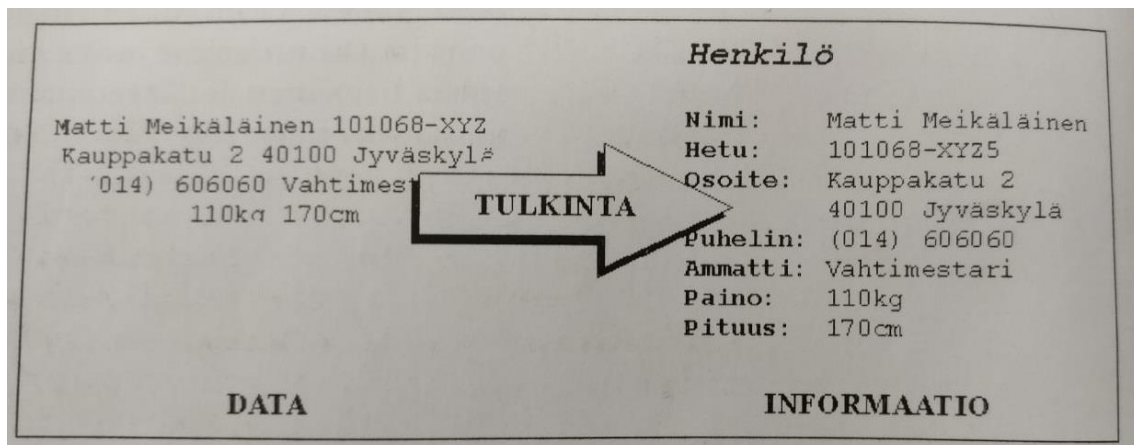 Matti Meikäläinen 101068-XYZ
Kauppakatu 2 40100 Jyväskylä
014) 606060 Vahtimest
110kg 170cm
DATA
TULKINTA
Henkilö
Nimi: Matti Meikäläinen
Hetu: 101068-XYZ5
Osoite: Kauppakatu 2
40100 Jyväskylä
Puhelin: (014) 606060
Ammatti: Vahtimestari
Paino: 110kg
Pituus: 170cm
INFORMAATIO